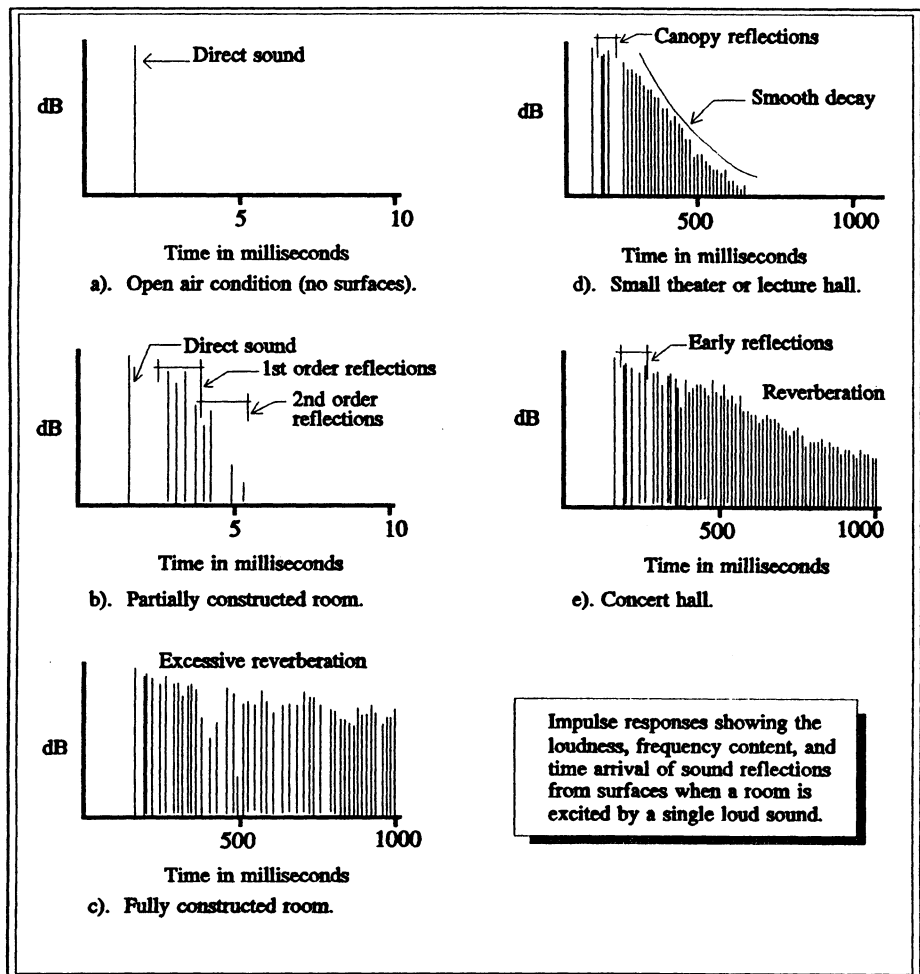 Direct sound
dB
5
10
Time in milliseconds
a). Open air condition (no surfaces).
Direct sound
1st order reflections
2nd order
reflections
dB
5
10
Time in milliseconds
b). Partially constructed room.
Excessive reverberation
dB
500
1000
Time in milliseconds
c). Fully constructed room.
Canopy reflections
Smooth decay
dB
500
1000
Time in milliseconds
d). Small theater or lecture hall.
Early reflections
Reverberation
dB
500
1000
Time in milliseconds
e). Concert hall.
Impulse responses showing the
loudness, frequency content, and
time arrival of sound reflections
from surfaces when a room is
excited by a single loud sound.